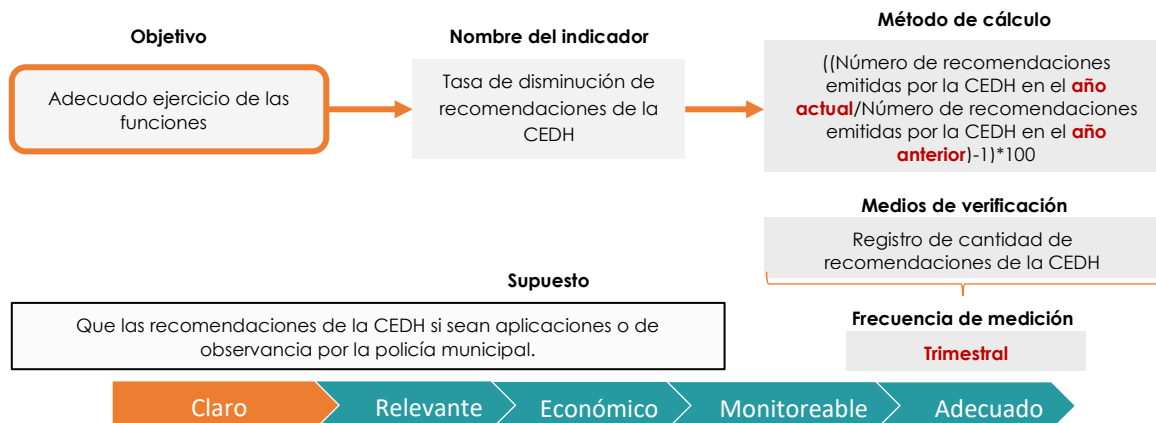 Objetivo
Adecuado ejercicio de las
funciones
Nombre del indicador
Tasa de disminución de
recomendaciones de la
CEDH
Método de cálculo
((Número de recomendaciones
emitidas por la CEDH en el año
actual/Número de recomendaciones
emitidas por la CEDH en el año
anterior)-1)*100
Medios de verificación
Registro de cantidad de
recomendaciones de la CEDH
Supuesto
Que las recomendaciones de la CEDH si sean aplicaciones o de
observancia por la policía municipal.
Frecuencia de medición
Trimestral
Claro
Relevante
Económico
Monitoreable
Adecuado